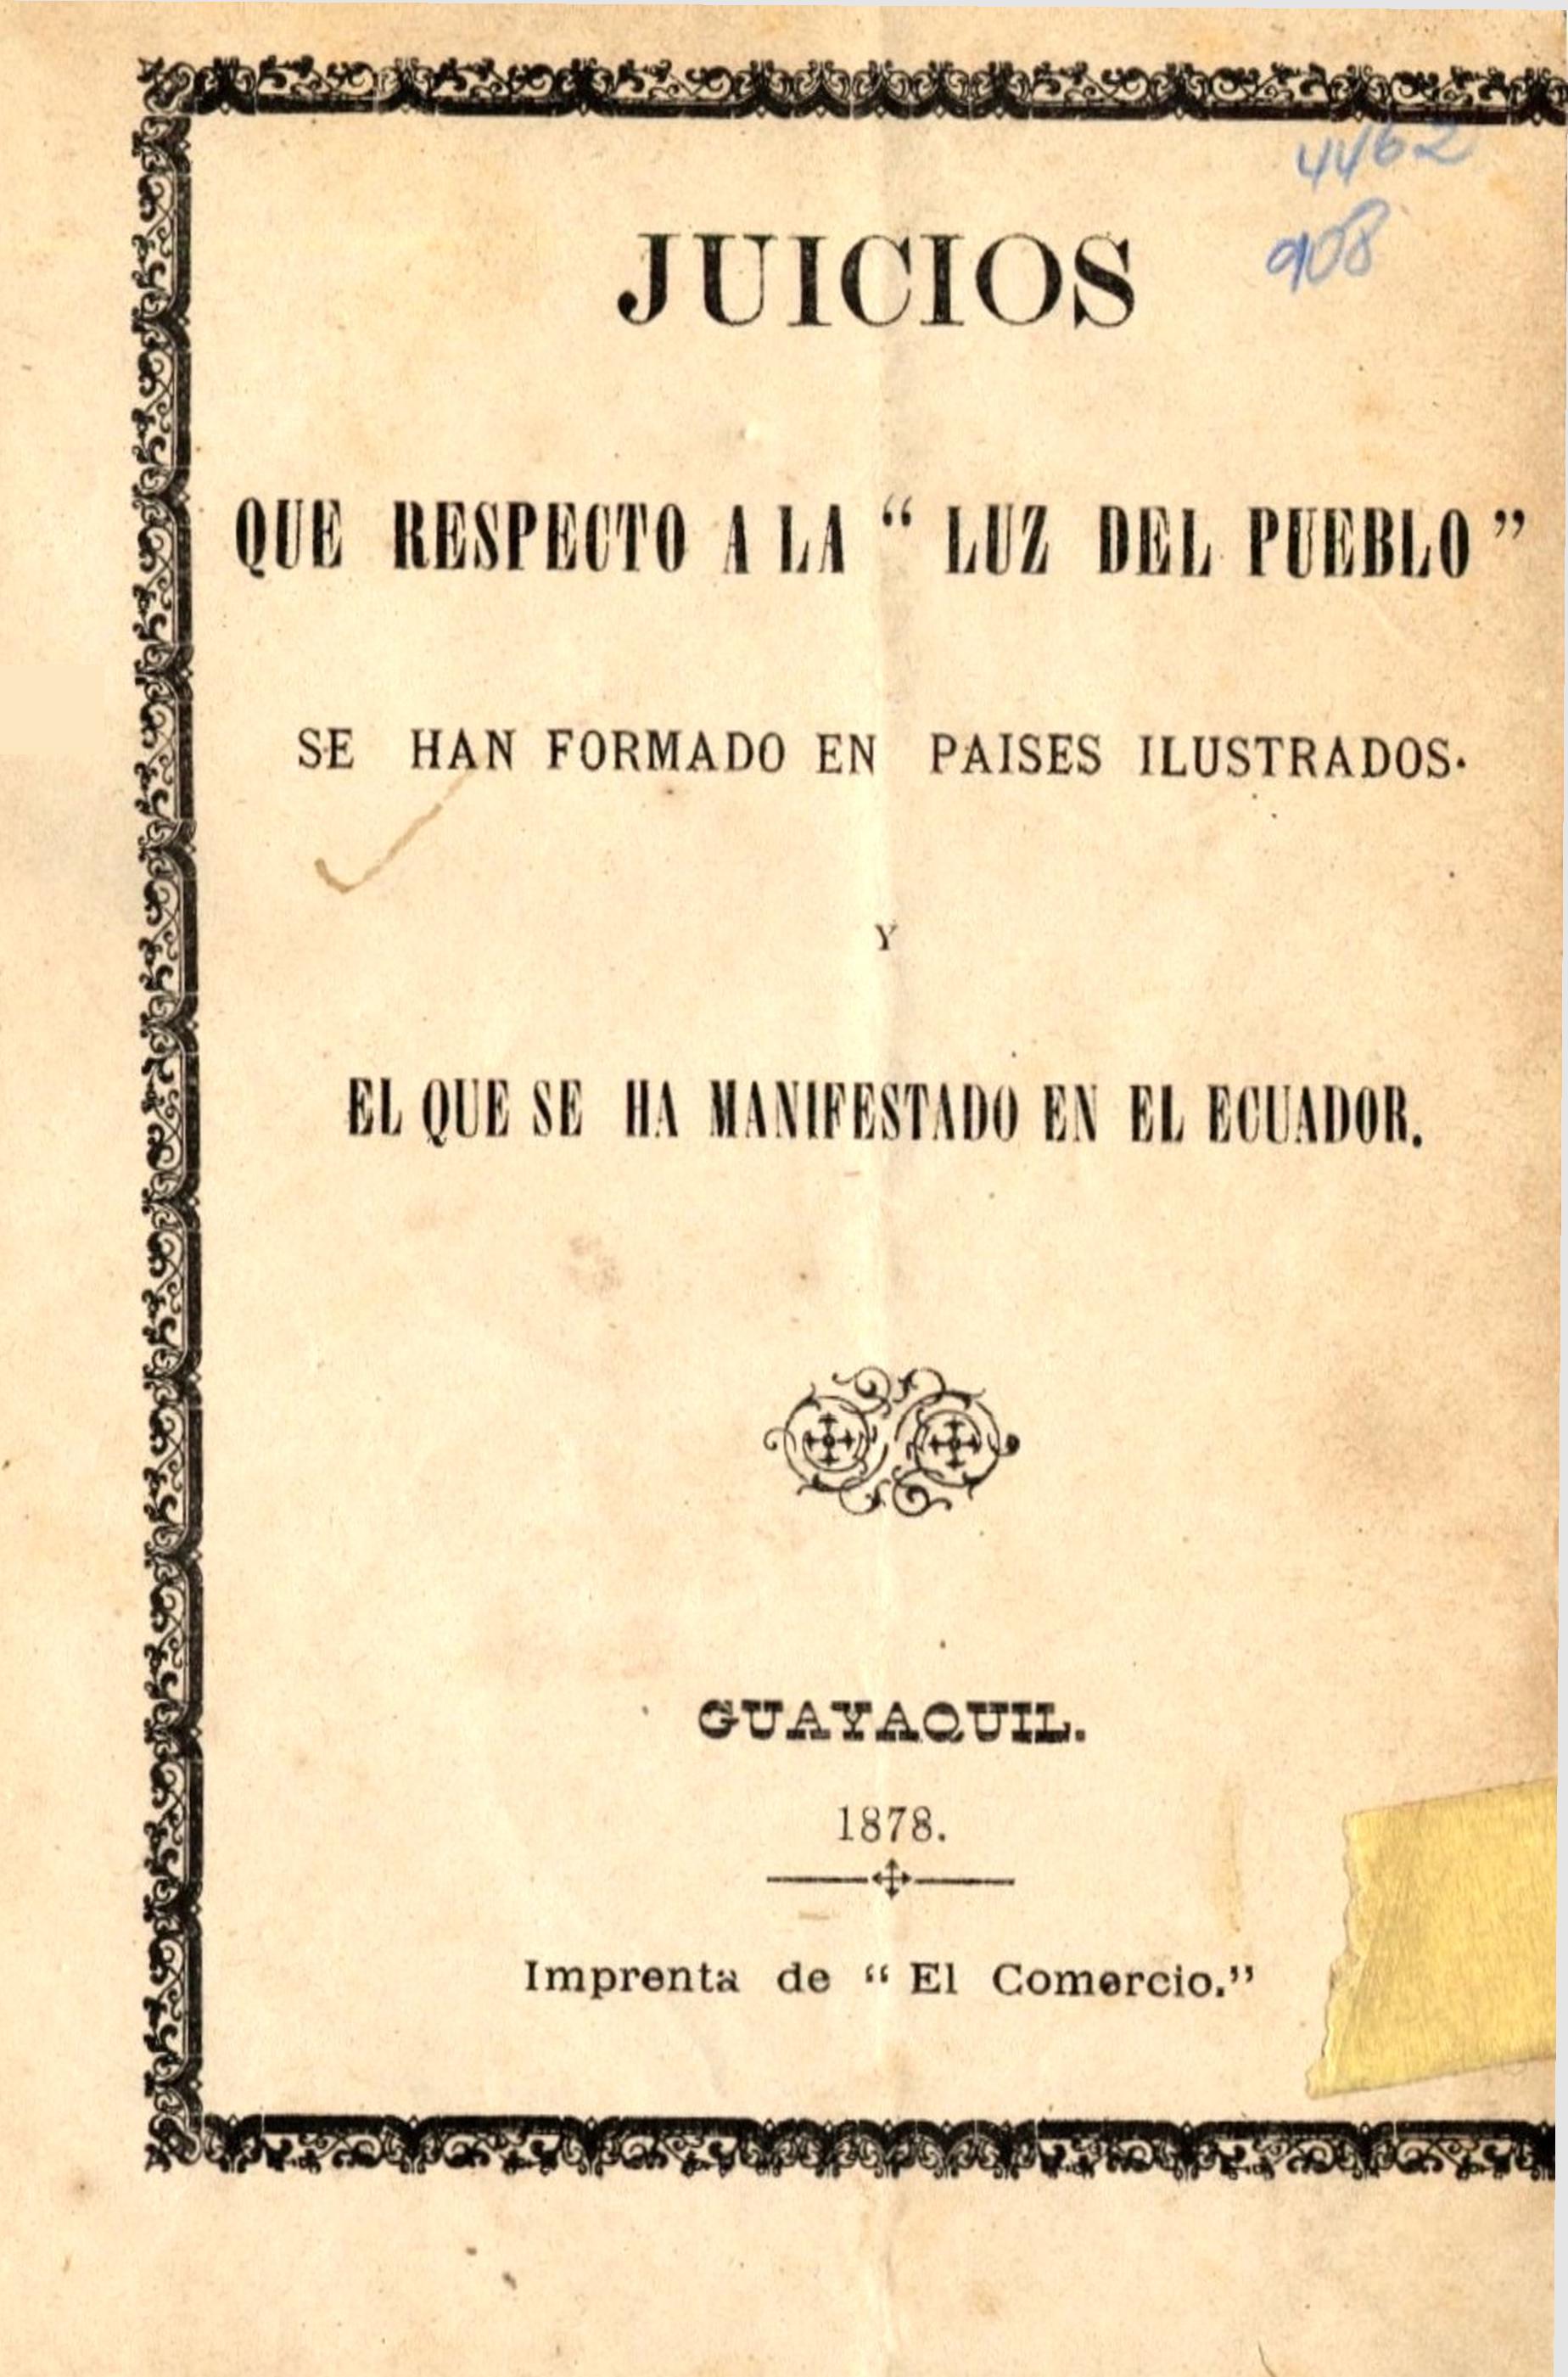 4462
908
JUICIOS
QUE RESPECTO A LA “ LUZ DEL PUEBLO ”
SE HAN FORMADO EN PAISES ILUSTRADOS.
Y
EL QUE SE HA MANIFESTADO EN EL ECUADOR.
GUAYAQUIL.
1878.
Imprenta de “ El Comercio.”